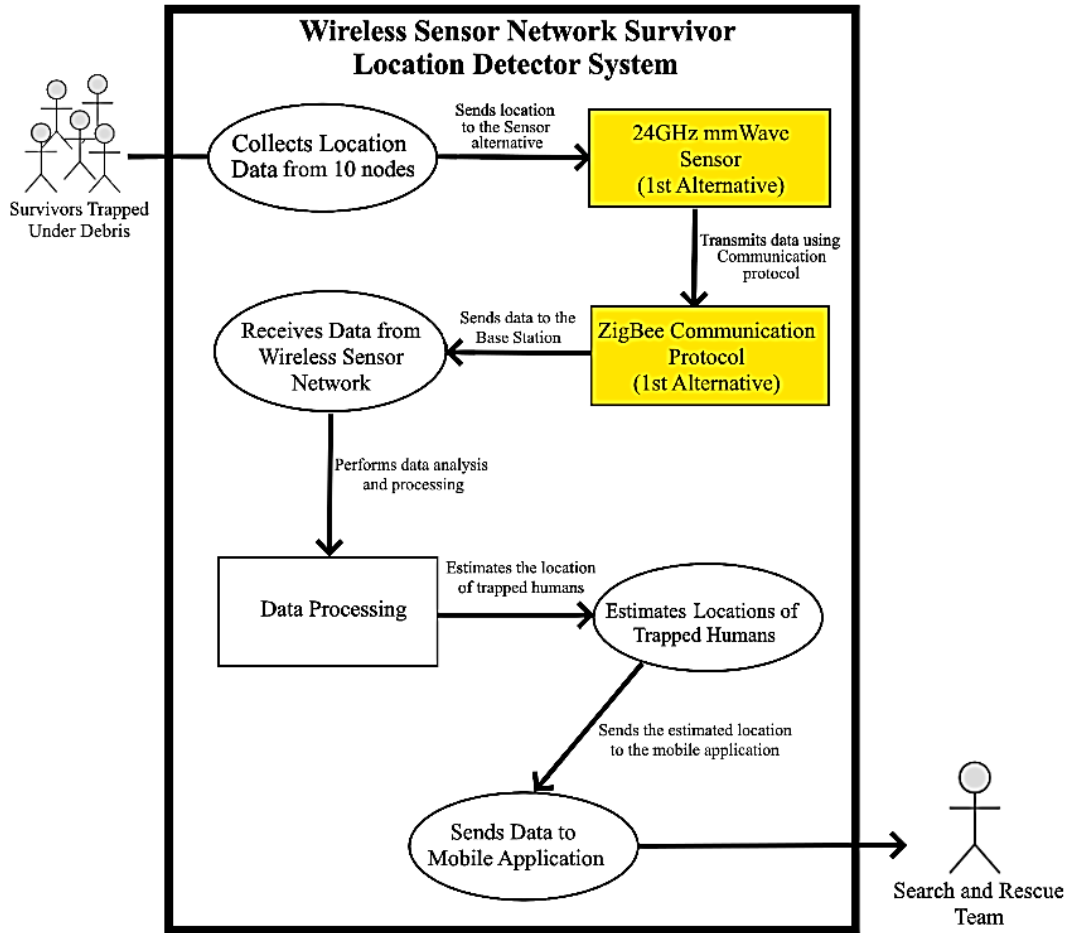 Wireless Sensor Network Survivor
Location Detector System
Survivors Trapped
Under Debris
Collects Location
Data from 10 nodes
Sends location
to the Sensor
alternative
24GHz mmWave
Sensor
(1st Alternative)
Transmits data using
Communication
protocol
ZigBee Communication
Protocol
(1st Alternative)
Sends data to the
Base Station
Receives Data from
Wireless Sensor
Network
Performs data analysis
and processing
Data Processing
Estimates the location
of trapped humans
Estimates Locations of
Trapped Humans
Sends the estimated location
to the mobile application
Sends Data to
Mobile Application
Search and Rescue
Team